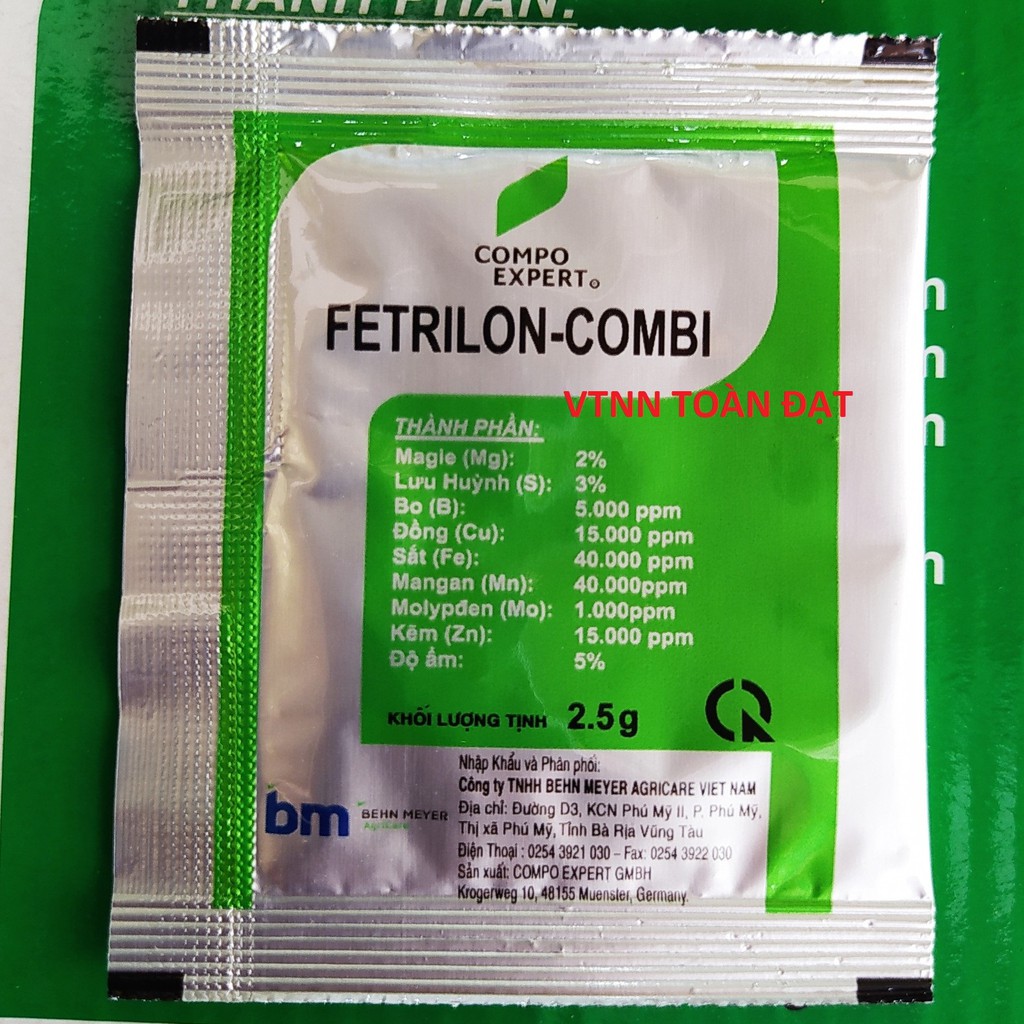 THÀNH PHẦN:
COMPO
EXPERT®
FETRILON-COMBI
VTNN TOÀN ĐẠT
THÀNH PHẦN:
Magie (Mg): 2%
Lưu Huỳnh (S): 3%
Bo (B): 5.000 ppm
Đồng (Cu): 15.000 ppm
Sắt (Fe): 40.000 ppm
Mangan (Mn): 40.000ppm
Molypđen (Mo): 1.000ppm
Kẽm (Zn): 15.000 ppm
Độ ẩm: 5%
KHỐI LƯỢNG TỊNH 2.5g
Nhập Khẩu và Phân phối:
Công ty TNHH BEHN MEYER AGRICARE VIET NAM
Địa chỉ: Đường D3, KCN Phú Mỹ II, P. Phú Mỹ,
Thị xã Phú Mỹ, Tỉnh Bà Rịa Vũng Tàu
Điện Thoại : 0254 3921 030 – Fax: 0254 3922 030
Sản xuất: COMPO EXPERT GMBH
Krogerweg 10, 48155 Muenster, Germany.
bm BEHN MEYER
AgriCare